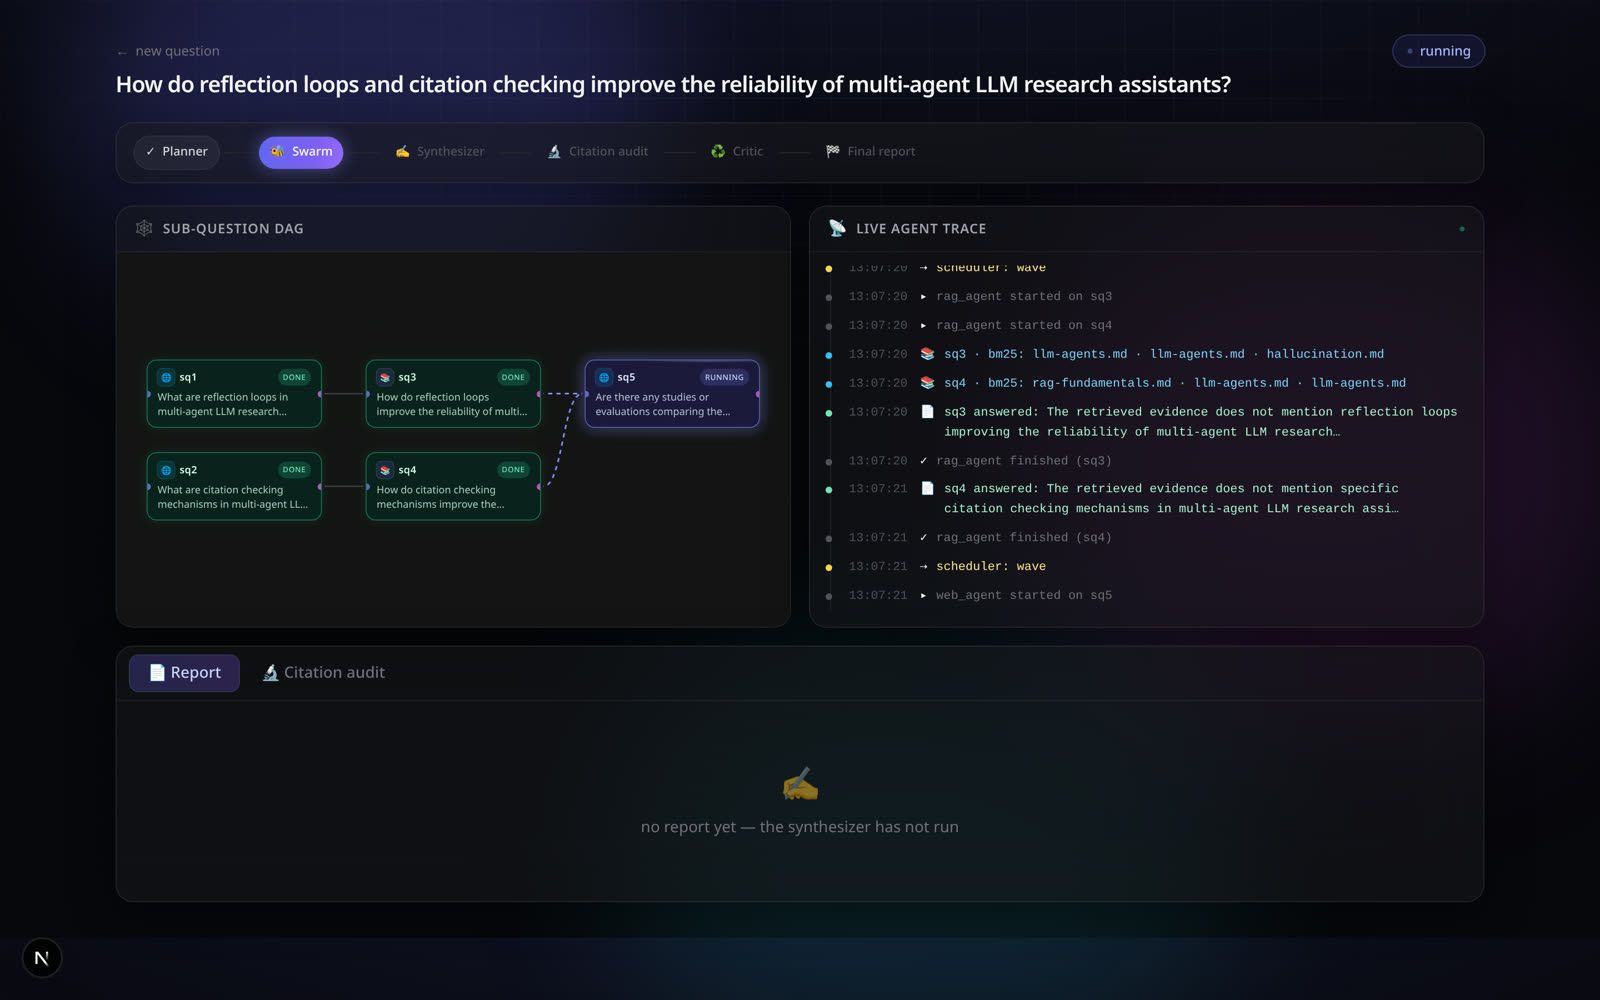 ← new question
running
How do reflection loops and citation checking improve the reliability of multi-agent LLM research assistants?
✓ Planner
Swarm
Synthesizer
Citation audit
Critic
Final report
SUB-QUESTION DAG
sq1 DONE
What are reflection loops in
multi-agent LLM research...
sq3 DONE
How do reflection loops
improve the reliability of multi...
sq5 RUNNING
Are there any studies or
evaluations comparing the...
sq2 DONE
What are citation checking
mechanisms in multi-agent LL...
sq4 DONE
How do citation checking
mechanisms improve the...
LIVE AGENT TRACE
13:07:20 → scheduler: wave
13:07:20 ▸ rag_agent started on sq3
13:07:20 ▸ rag_agent started on sq4
13:07:20 sq3 · bm25: llm-agents.md · llm-agents.md · hallucination.md
13:07:20 sq4 · bm25: rag-fundamentals.md · llm-agents.md · llm-agents.md
13:07:20 sq3 answered: The retrieved evidence does not mention reflection loops
improving the reliability of multi-agent LLM research…
13:07:20 ✓ rag_agent finished (sq3)
13:07:21 sq4 answered: The retrieved evidence does not mention specific
citation checking mechanisms in multi-agent LLM research assi…
13:07:21 ✓ rag_agent finished (sq4)
13:07:21 → scheduler: wave
13:07:21 ▸ web_agent started on sq5
Report
Citation audit
no report yet — the synthesizer has not run
N